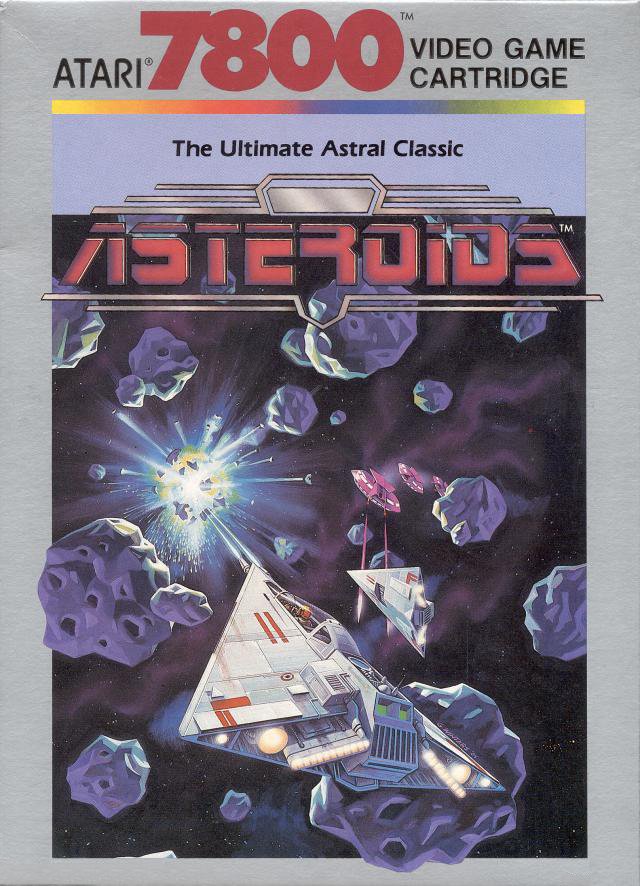 ATARI® 7800™ VIDEO GAME
CARTRIDGE
The Ultimate Astral Classic
ASTEROIDS™